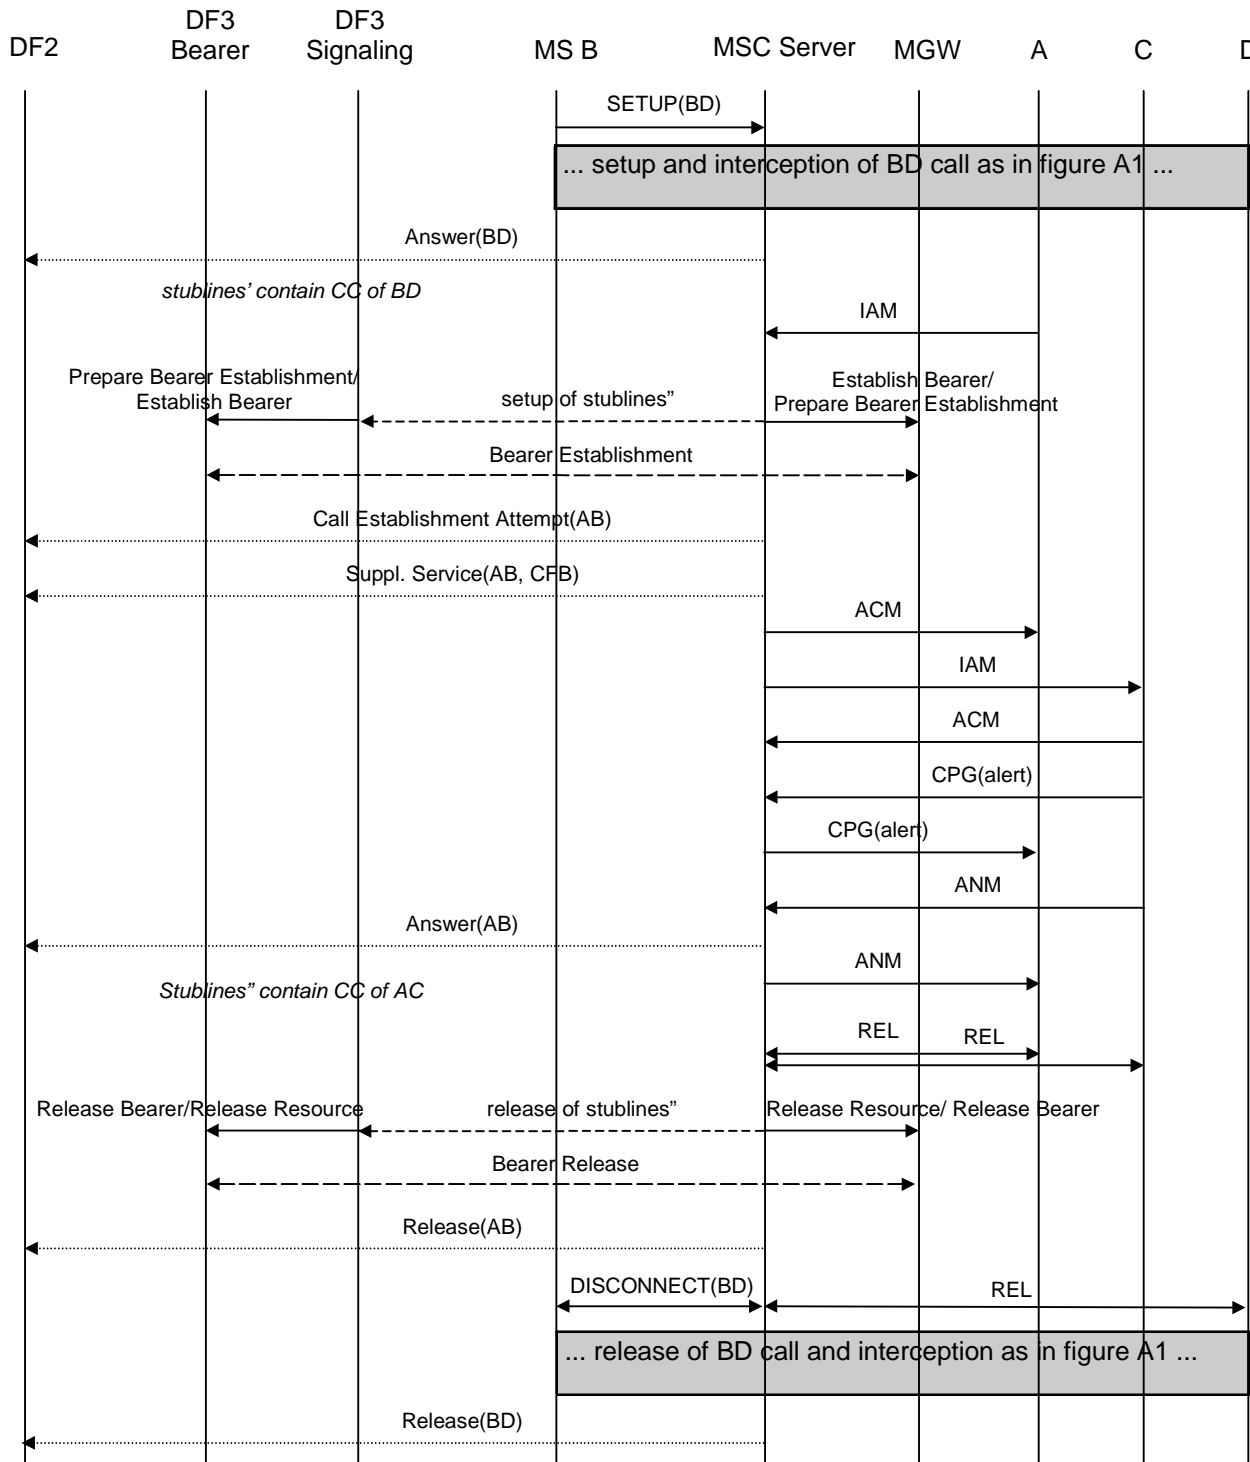 DF2
DF3
Bearer
DF3
Signaling
MS B
MSC Server
MGW
A
C
D
SETUP(BD)
... setup and interception of BD call as in figure A1 ...
Answer(BD)
stublines’ contain CC of BD
IAM
Prepare Bearer Establishment/
Establish Bearer
setup of stublines”
Establish Bearer/
Prepare Bearer Establishment
Bearer Establishment
Call Establishment Attempt(AB)
Suppl. Service(AB, CFB)
ACM
IAM
ACM
CPG(alert)
CPG(alert)
ANM
Answer(AB)
ANM
Stublines” contain CC of AC
REL
REL
Release Bearer/Release Resource
release of stublines”
Release Resource/ Release Bearer
Bearer Release
Release(AB)
DISCONNECT(BD)
REL
... release of BD call and interception as in figure A1 ...
Release(BD)